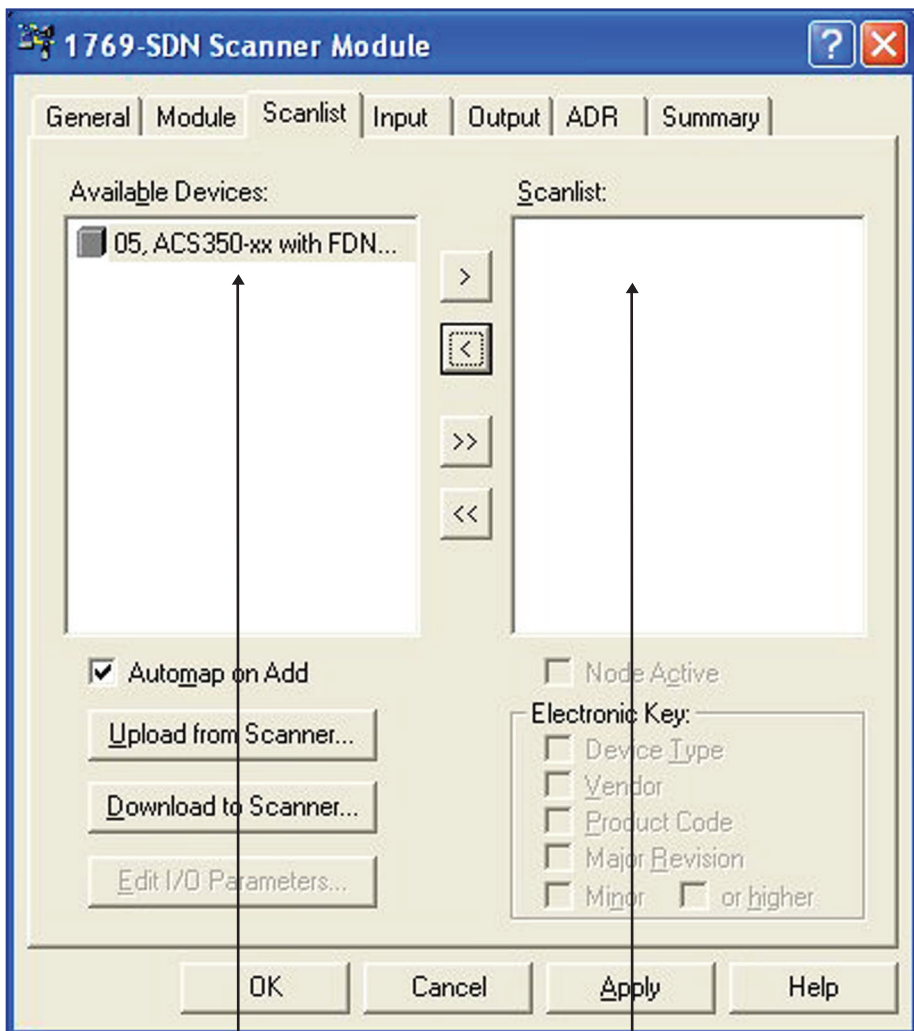 1769-SDN Scanner Module
?
General Module Scanlist Input Output ADR Summary
Available Devices:
05, ACS350-xx with FDN...
>
<
>>
<<
Scanlist:
Automap on Add
Upload from Scanner...
Download to Scanner...
Edit I/O Parameters...
Node Active
Electronic Key:
Device Type
Vendor
Product Code
Major Revision
Minor or higher
OK Cancel Apply Help